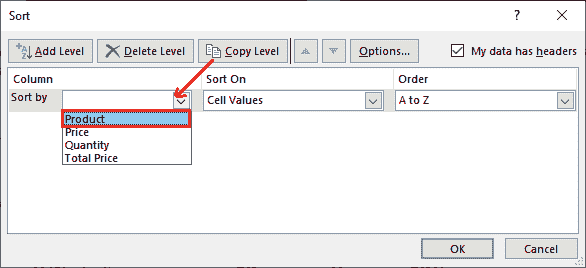 Sort
Add Level Delete Level Copy Level Options... My data has headers
Column Sort On Order
Sort by Cell Values A to Z
Product
Price
Quantity
Total Price
OK Cancel